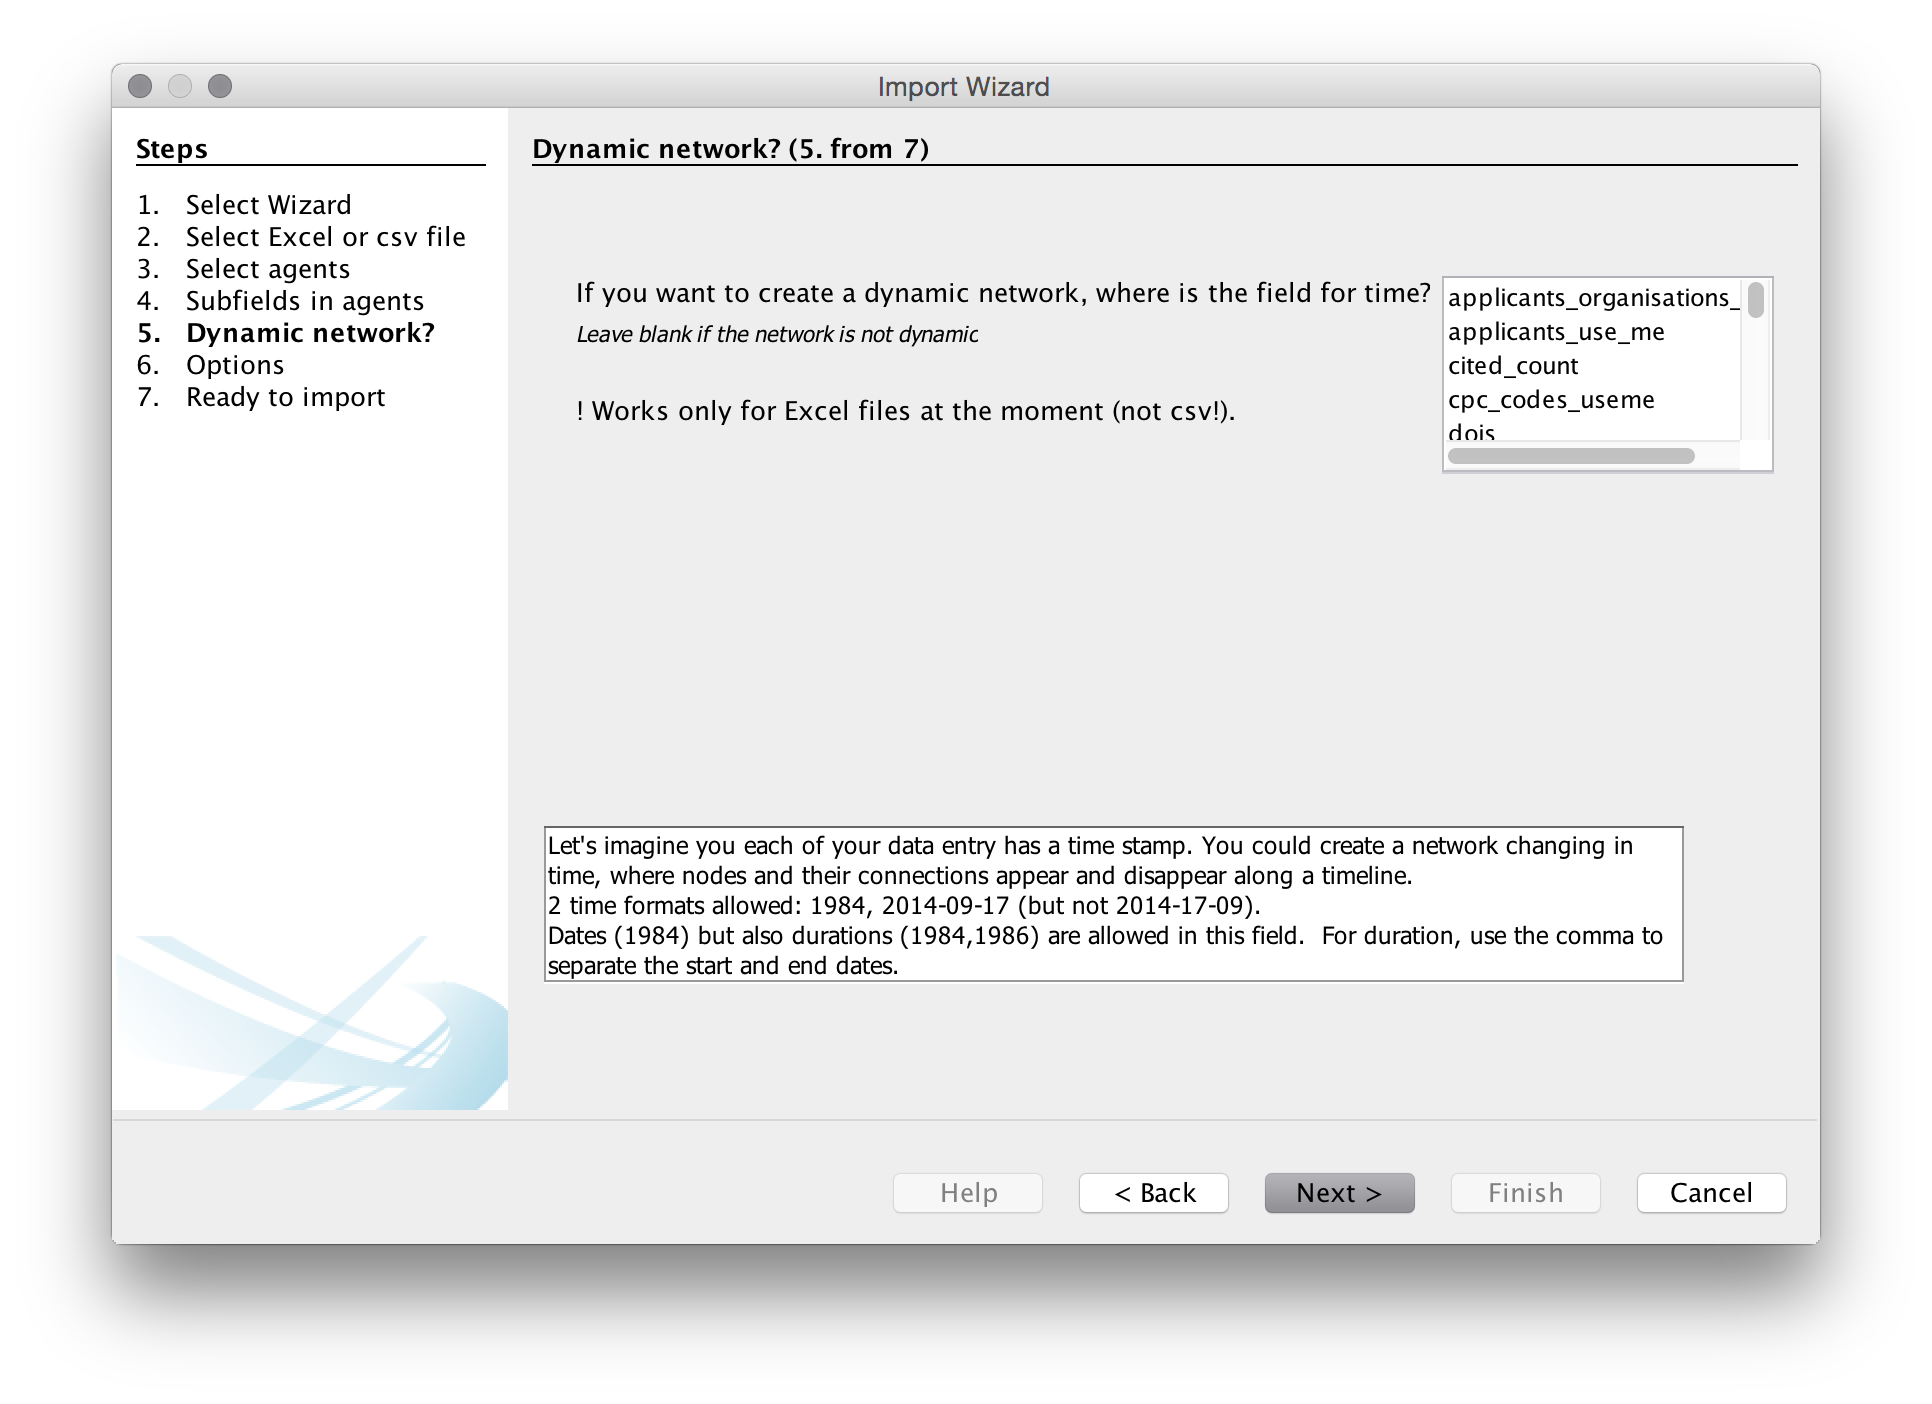 Import Wizard
Steps
1. Select Wizard
2. Select Excel or csv file
3. Select agents
4. Subfields in agents
5. Dynamic network?
6. Options
7. Ready to import
Dynamic network? (5. from 7)
If you want to create a dynamic network, where is the field for time?
Leave blank if the network is not dynamic
! Works only for Excel files at the moment (not csv!).
applicants_organisations_
applicants_use_me
cited_count
cpc_codes_useme
dois
Let's imagine you each of your data entry has a time stamp. You could create a network changing in
time, where nodes and their connections appear and disappear along a timeline.
2 time formats allowed: 1984, 2014-09-17 (but not 2014-17-09).
Dates (1984) but also durations (1984,1986) are allowed in this field.  For duration, use the comma to
separate the start and end dates.
Help
< Back
Next >
Finish
Cancel